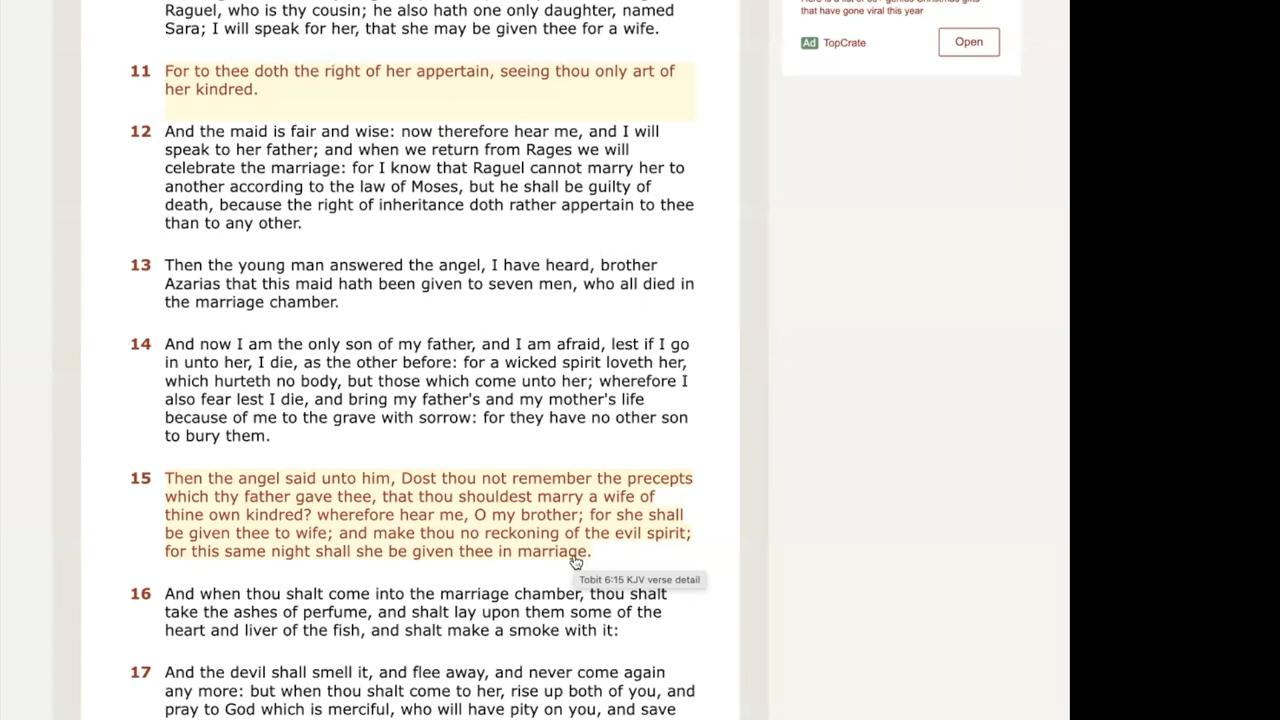 Raguel, who is thy cousin; he also hath one only daughter, named
Sara; I will speak for her, that she may be given thee for a wife.
11 For to thee doth the right of her appertain, seeing thou only art of
her kindred.
12 And the maid is fair and wise: now therefore hear me, and I will
speak to her father; and when we return from Rages we will
celebrate the marriage: for I know that Raguel cannot marry her to
another according to the law of Moses, but he shall be guilty of
death, because the right of inheritance doth rather appertain to thee
than to any other.
13 Then the young man answered the angel, I have heard, brother
Azarias that this maid hath been given to seven men, who all died in
the marriage chamber.
14 And now I am the only son of my father, and I am afraid, lest if I go
in unto her, I die, as the other before: for a wicked spirit loveth her,
which hurteth no body, but those which come unto her; wherefore I
also fear lest I die, and bring my father's and my mother's life
because of me to the grave with sorrow: for they have no other son
to bury them.
15 Then the angel said unto him, Dost thou not remember the precepts
which thy father gave thee, that thou shouldest marry a wife of
thine own kindred? wherefore hear me, O my brother; for she shall
be given thee to wife; and make thou no reckoning of the evil spirit;
for this same night shall she be given thee in marriage.
Tobit 6:15 KJV verse detail
16 And when thou shalt come into the marriage chamber, thou shalt
take the ashes of perfume, and shalt lay upon them some of the
heart and liver of the fish, and shalt make a smoke with it:
17 And the devil shall smell it, and flee away, and never come again
any more: but when thou shalt come to her, rise up both of you, and
pray to God which is merciful, who will have pity on you, and save
that have gone viral this year
Ad TopCrate
Open